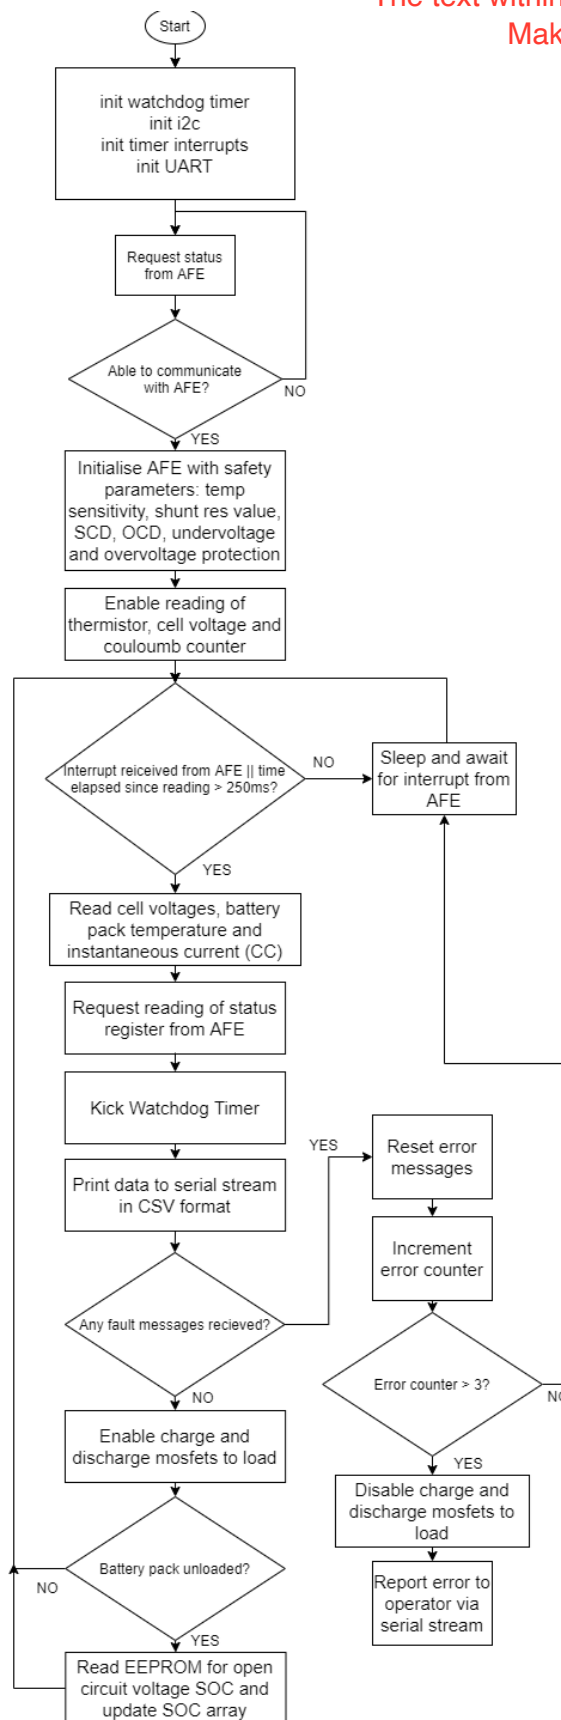 The text within
Mak
Start
init watchdog timer
init i2c
init timer interrupts
init UART
Request status
from AFE
Able to communicate
with AFE?
NO
YES
Initialise AFE with safety
parameters: temp
sensitivity, shunt res value,
SCD, OCD, undervoltage
and overvoltage protection
Enable reading of
thermistor, cell voltage and
couloumb counter
Interrupt reiceived from AFE || time
elapsed since reading > 250ms?
NO
Sleep and await
for interrupt from
AFE
YES
Read cell voltages, battery
pack temperature and
instantaneous current (CC)
Request reading of status
register from AFE
Kick Watchdog Timer
Print data to serial stream
in CSV format
Any fault messages recieved?
YES
Reset error
messages
Increment
error counter
Error counter > 3?
NO
YES
Disable charge and
discharge mosfets to
load
Report error to
operator via
serial stream
NO
Enable charge and
discharge mosfets to load
Battery pack unloaded?
NO
YES
Read EEPROM for open
circuit voltage SOC and
update SOC array